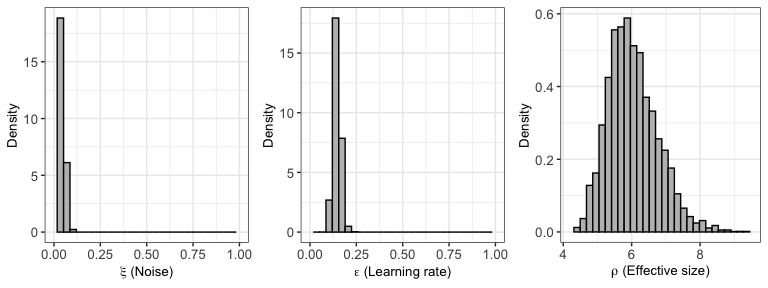 Density
15
10
5
0
0.00 0.25 0.50 0.75 1.00
ξ (Noise)
Density
15
10
5
0
0.00 0.25 0.50 0.75 1.00
ε (Learning rate)
Density
0.6
0.4
0.2
0.0
4 6 8
ρ (Effective size)